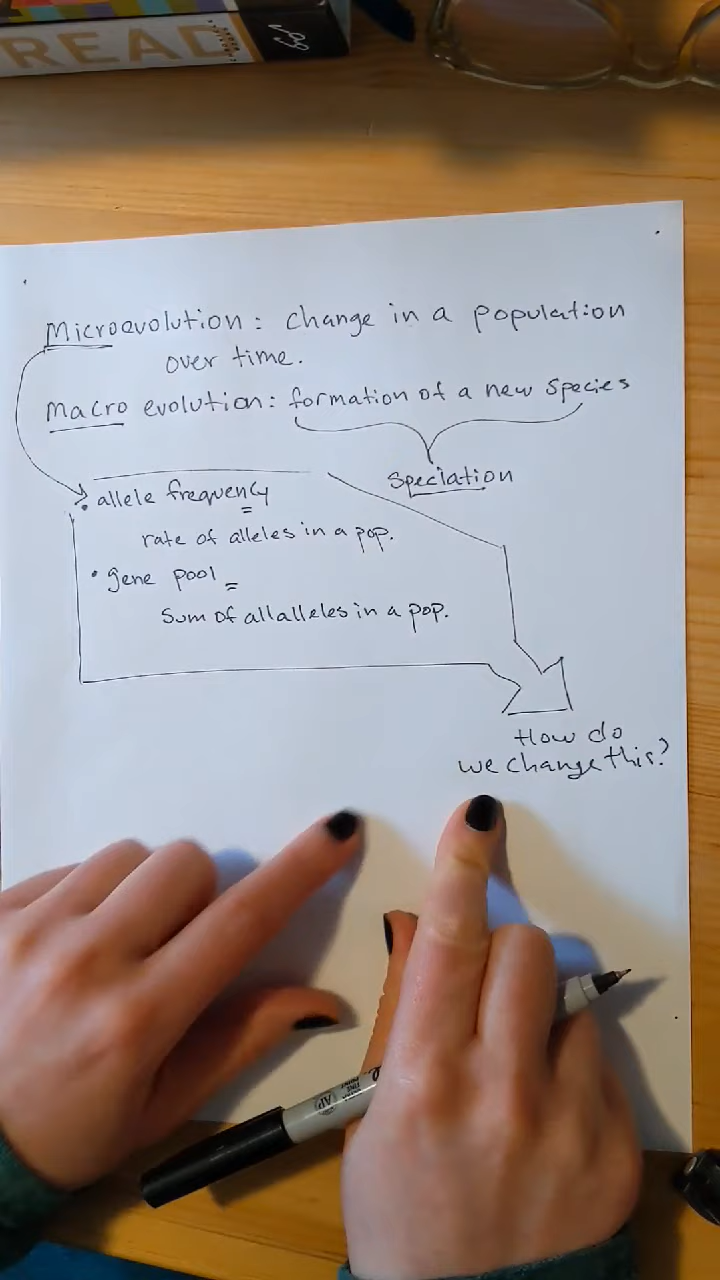 READ
Microevolution: change in a population
over time.
Macro evolution: formation of a new species
Speciation
• allele frequency =
rate of alleles in a pop.
• gene pool =
Sum of all alleles in a pop.
How do
we change this?
AP